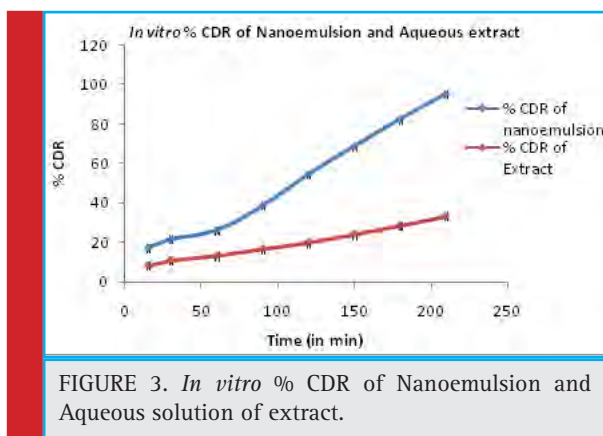 In vitro % CDR of Nanoemulsion and Aqueous extract
120
100
80
60
40
20
0
% CDR
0 50 100 150 200 250
Time (in min)
% CDR of
nanoemulsion
% CDR of
Extract
FIGURE 3. In vitro % CDR of Nanoemulsion and
Aqueous solution of extract.